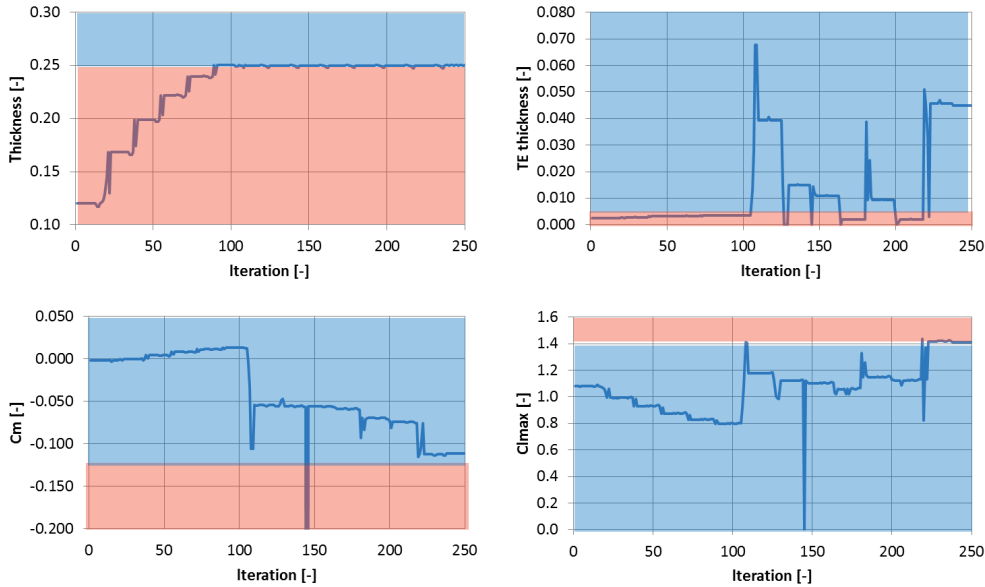 0.30
0.25
0.20
0.15
0.10
Thickness [-]
0 50 100 150 200 250
Iteration [-]
0.080
0.070
0.060
0.050
0.040
0.030
0.020
0.010
0.000
TE thickness [-]
0 50 100 150 200 250
Iteration [-]
0.050
0.000
-0.050
-0.100
-0.150
-0.200
Cm [-]
0 50 100 150 200 250
Iteration [-]
1.6
1.4
1.2
1.0
0.8
0.6
0.4
0.2
0.0
Clmax [-]
0 50 100 150 200 250
Iteration [-]